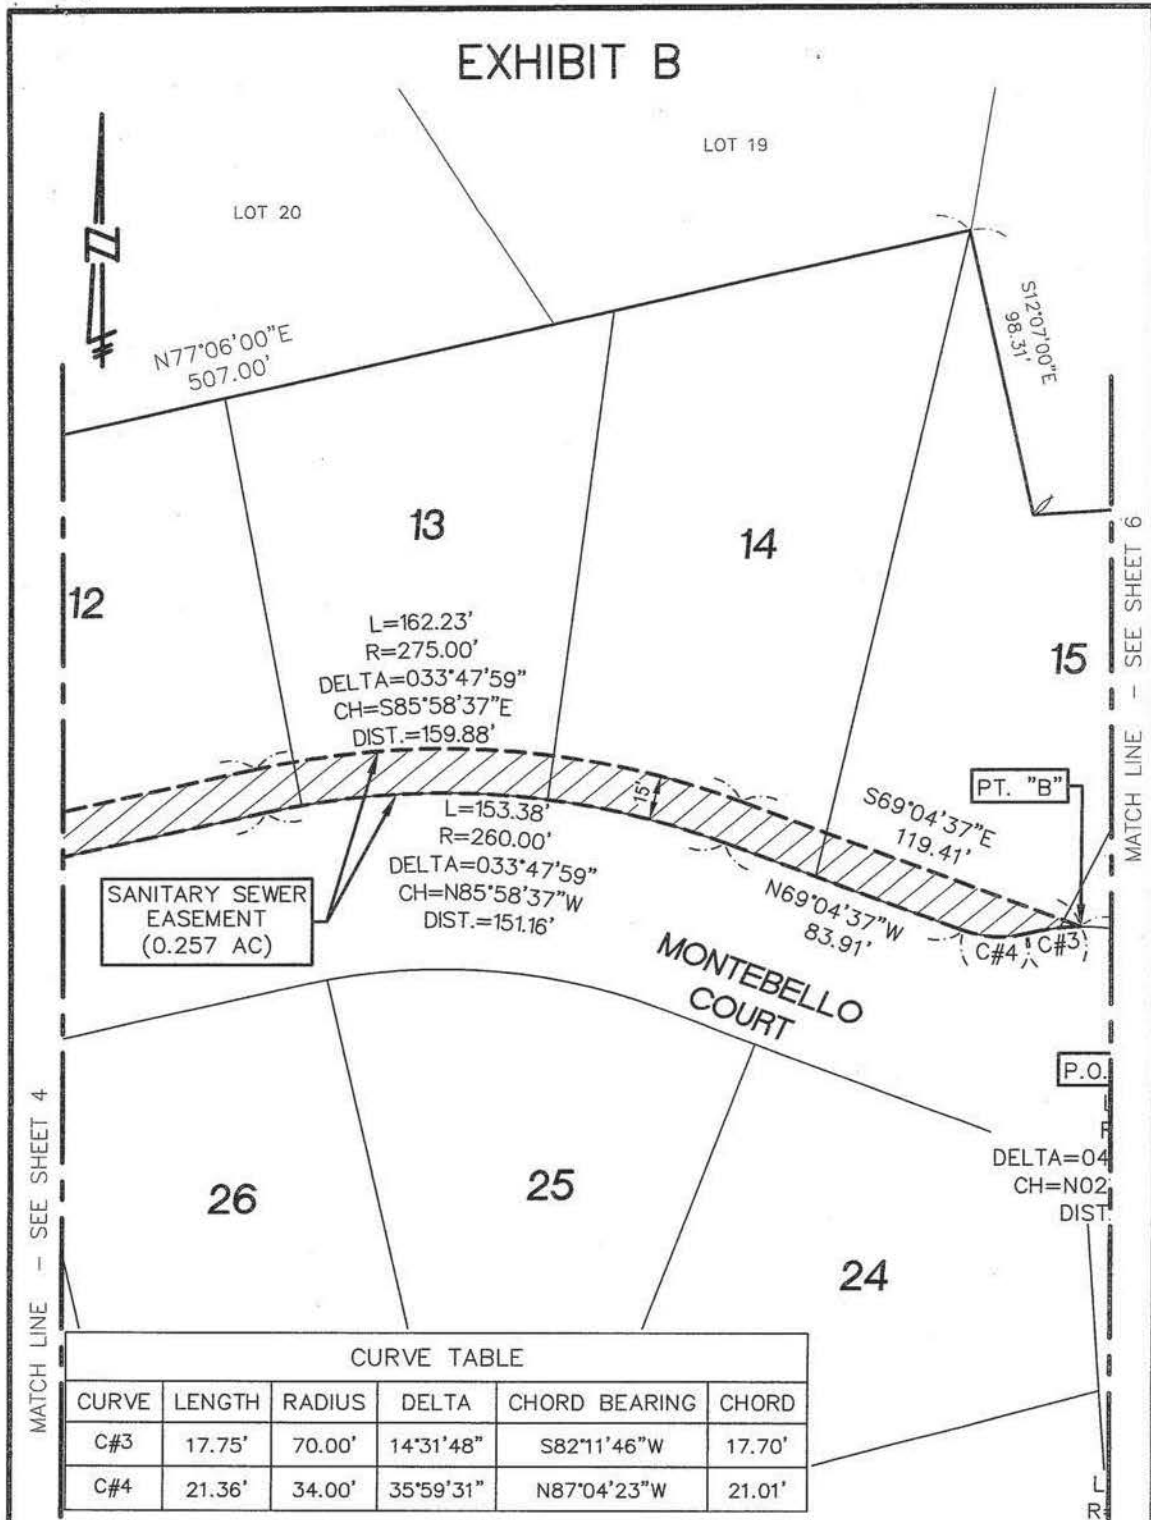 EXHIBIT B
LOT 19
LOT 20
N
N77°06'00"E
507.00'
S12°07'00"E
98.31'
13
14
12
15
L=162.23'
R=275.00'
DELTA=033°47'59"
CH=S85°58'37"E
DIST.=159.88'
MATCH LINE - SEE SHEET 6
PT. "B"
15'
S69°04'37"E
119.41'
L=153.38'
R=260.00'
DELTA=033°47'59"
CH=N85°58'37"W
DIST.=151.16'
SANITARY SEWER
EASEMENT
(0.257 AC)
N69°04'37"W
83.91'
C#4
C#3
MONTEBELLO
COURT
P.O.
DELTA=04
CH=N02
DIST.
26
25
24
MATCH LINE - SEE SHEET 4
CURVE TABLE
CURVE LENGTH RADIUS DELTA CHORD BEARING CHORD
C#3 17.75' 70.00' 14°31'48" S82°11'46"W 17.70'
C#4 21.36' 34.00' 35°59'31" N87°04'23"W 21.01'
L
R